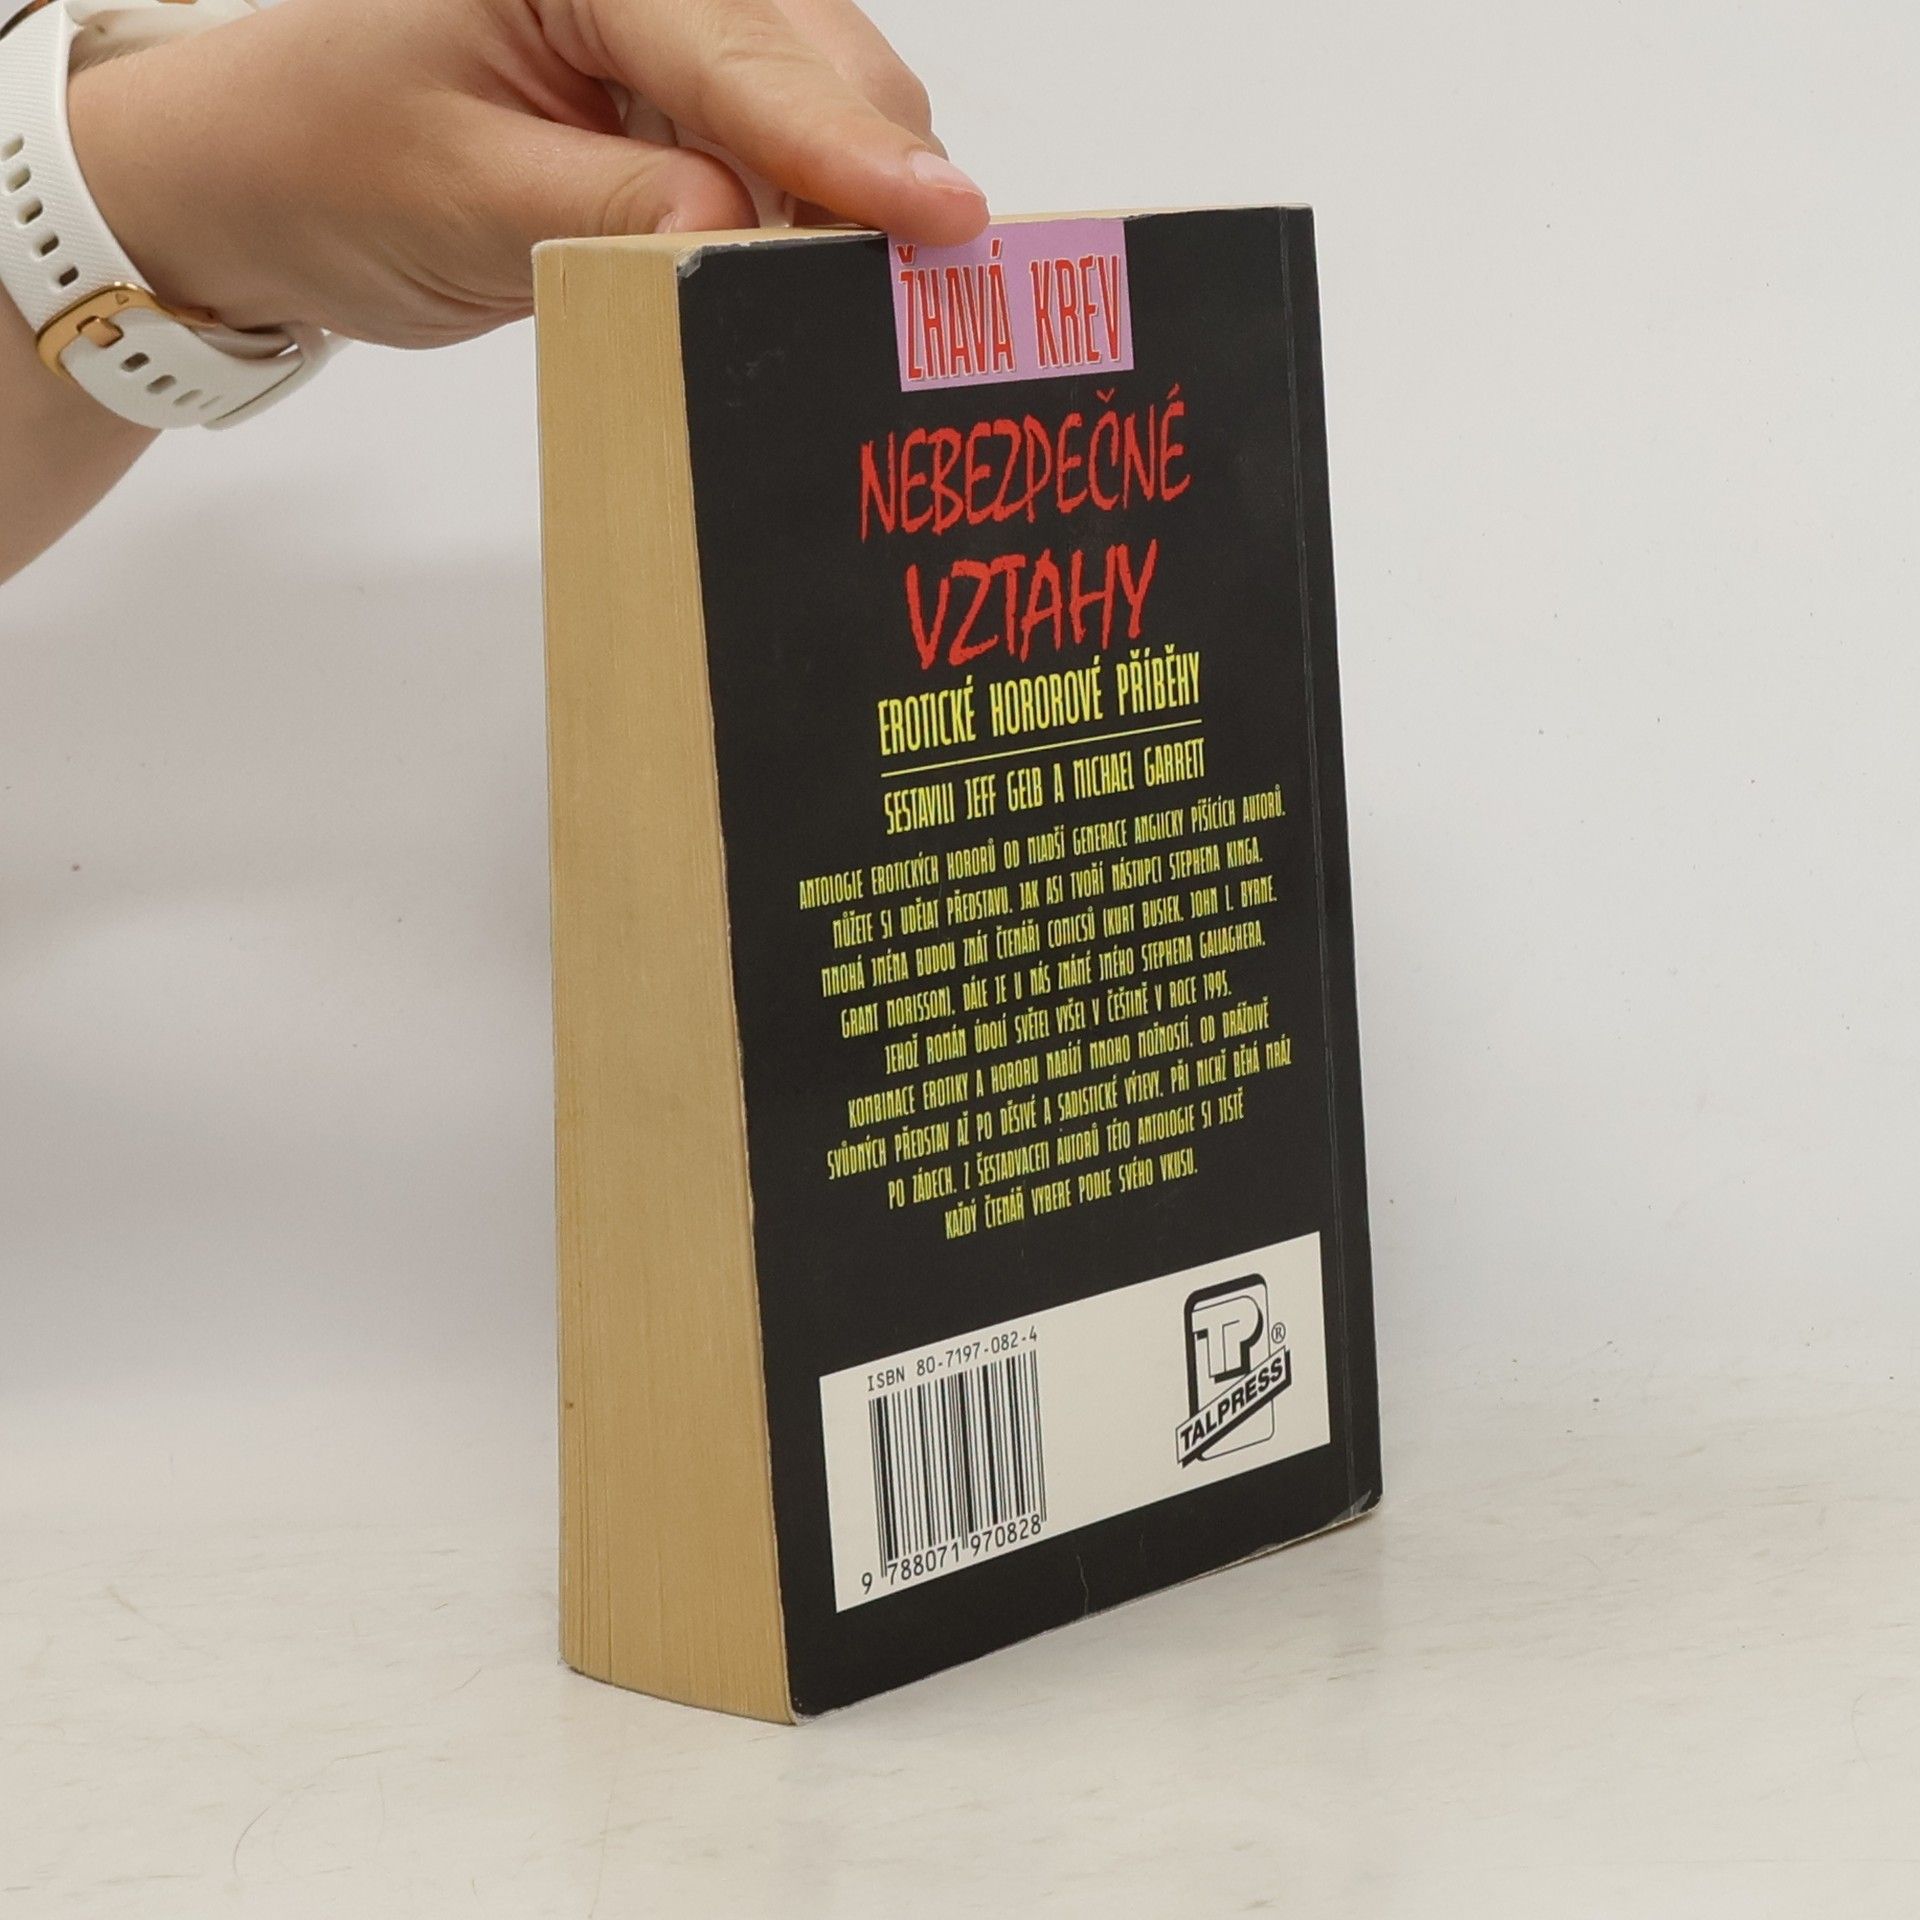 ŽHAVÁ KREV
NEBEZPEČNÉ
VZTAHY
EROTICKÉ HOROROVÉ PŘÍBĚHY
SESTAVILI JEFF GELB A MICHAEL GARRETT
ANTOLOGIE EROTICKÝCH HORORŮ OD MLADŠÍ GENERACE ANGLICKY PÍŠÍCÍCH AUTORŮ.
MŮŽETE SI UDĚLAT PŘEDSTAVU, JAK ASI TVOŘÍ NÁSTUPCI STEPHENA KINGA.
MNOHÁ JMÉNA BUDOU ZNÁT ČTENÁŘI COMICSŮ (KURT BUSIEK, JOHN L. BYRNE,
GRANT MORISSON), DÁLE JE U NÁS ZNÁMÉ JMÉNO STEPHENA GALLAGHERA,
JEHOŽ ROMÁN ÚDOLÍ SVĚTEL VYŠEL V ČEŠTINĚ V ROCE 1995.
KOMBINACE EROTIKY A HORORU NABÍZÍ MNOHO MOŽNOSTÍ, OD DRÁŽDIVĚ
SVŮDNÝCH PŘEDSTAV AŽ PO DĚSIVÉ A SADISTICKÉ VÝJEVY, PŘI NICHŽ BĚHÁ MRÁZ
PO ZÁDECH. Z ŠESTADVACETI AUTORŮ TÉTO ANTOLOGIE SI JISTĚ
KAŽDÝ ČTENÁŘ VYBERE PODLE SVÉHO VKUSU.
ISBN 80-7197-082-4
9 788071 970828
TP®
TALPRESS